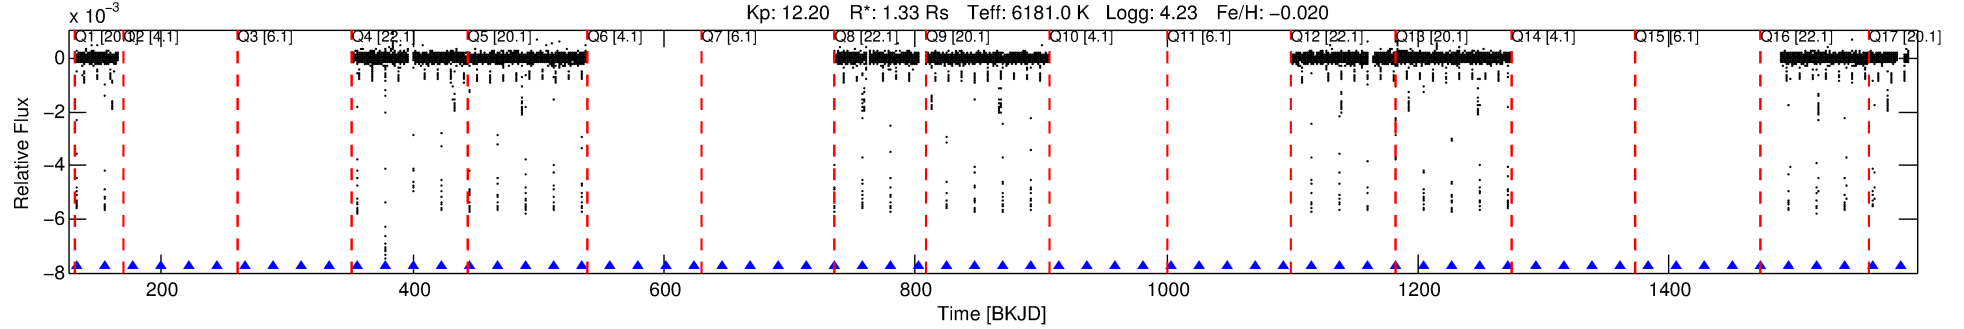 Kp: 12.20 R*: 1.33 Rs Teff: 6181.0 K Logg: 4.23 Fe/H: −0.020
x 10⁻³
Q1 [20.1] Q2 [4.1] Q3 [6.1] Q4 [22.1] Q5 [20.1] Q6 [4.1] Q7 [6.1] Q8 [22.1] Q9 [20.1] Q10 [4.1] Q11 [6.1] Q12 [22.1] Q13 [20.1] Q14 [4.1] Q15 [6.1] Q16 [22.1] Q17 [20.1]
0
−2
−4
−6
−8
Relative Flux
200 400 600 800 1000 1200 1400
Time [BKJD]